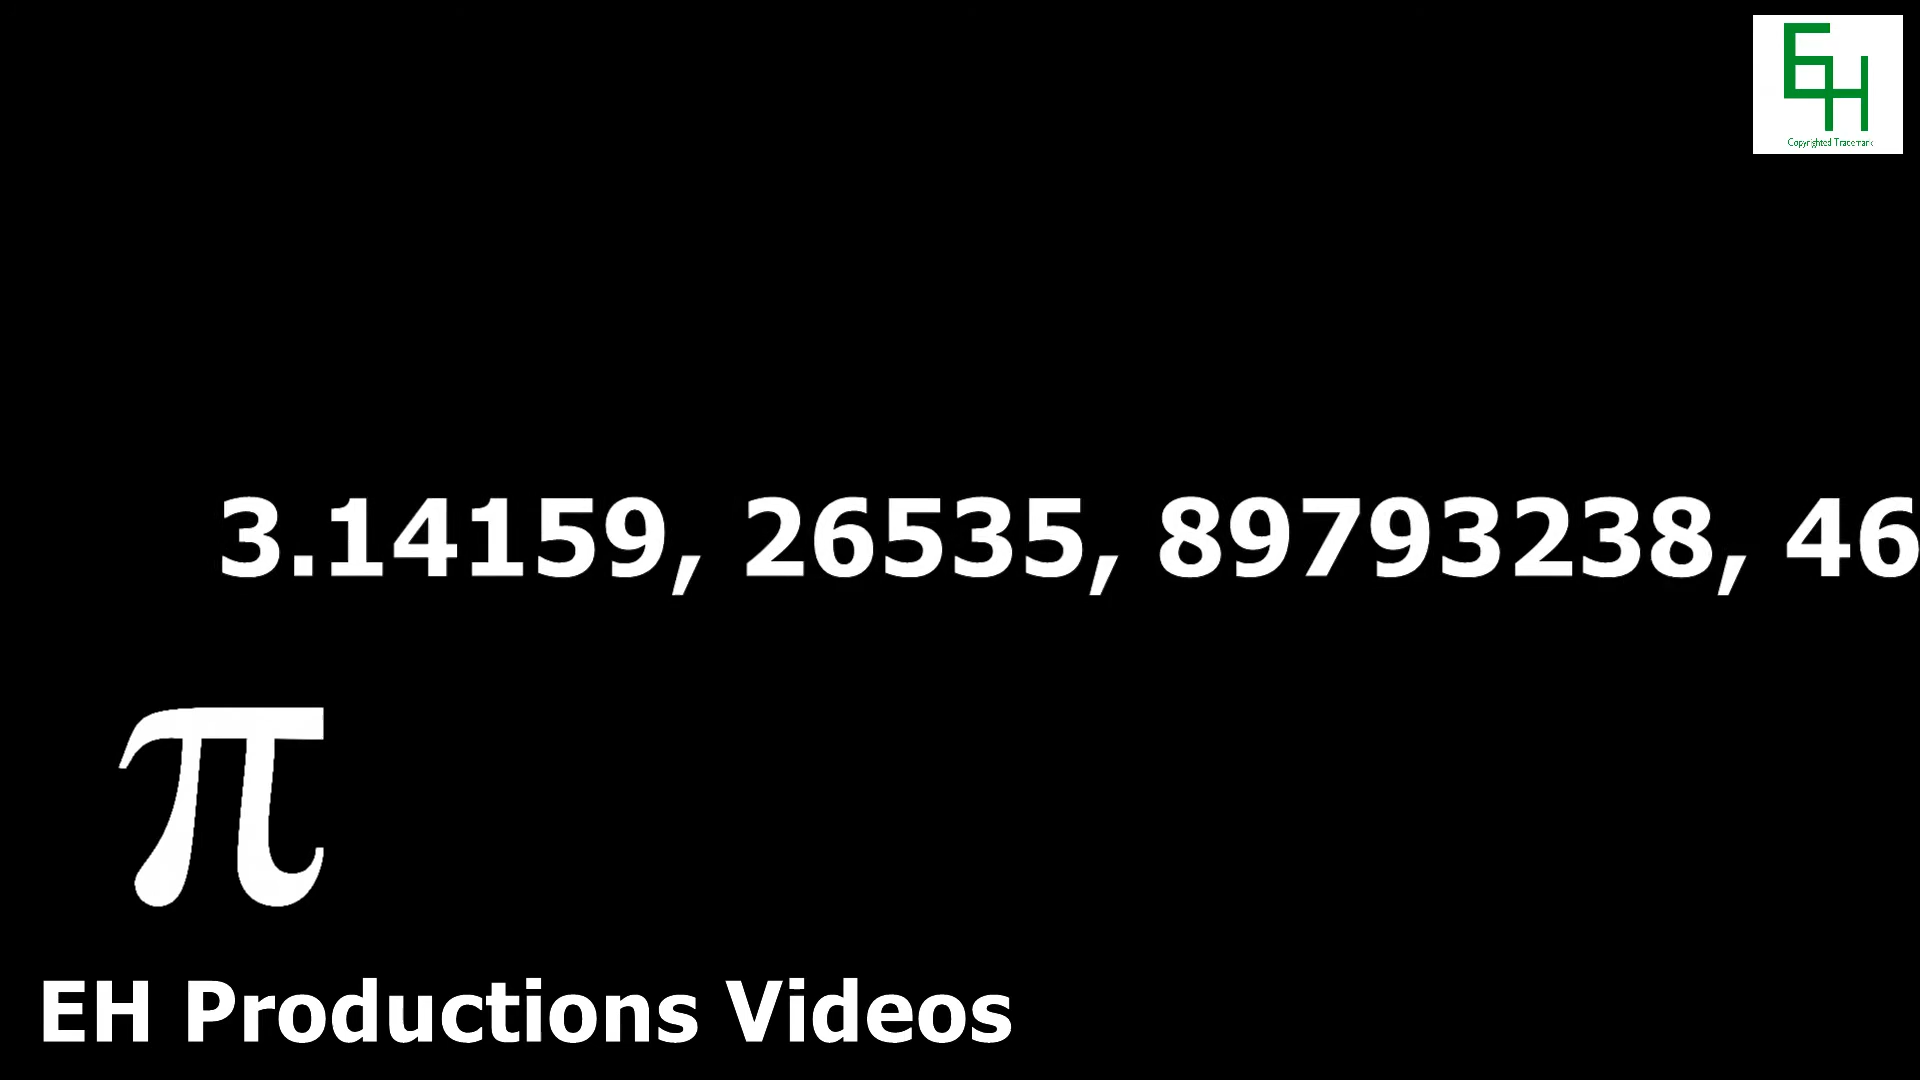 EH
Copyrighted Trademark
3.14159, 26535, 89793238, 46
π
EH Productions Videos